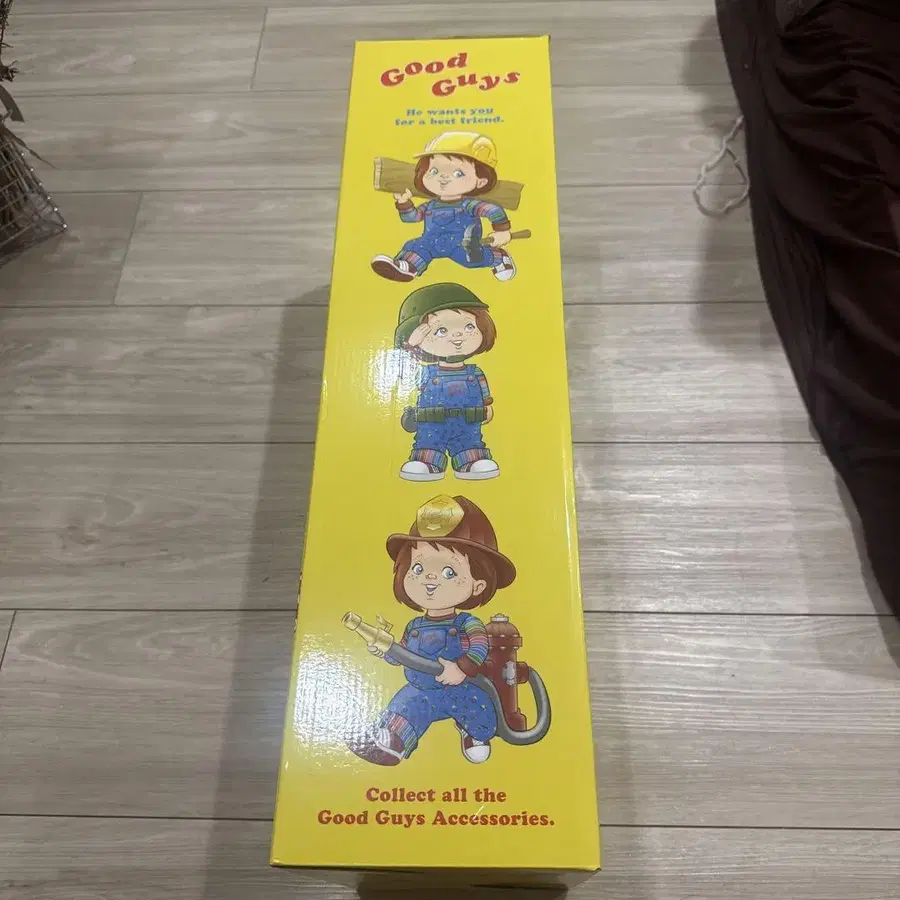 Good
Guys
He wants you
for a best friend.
Collect all the
Good Guys Accessories.